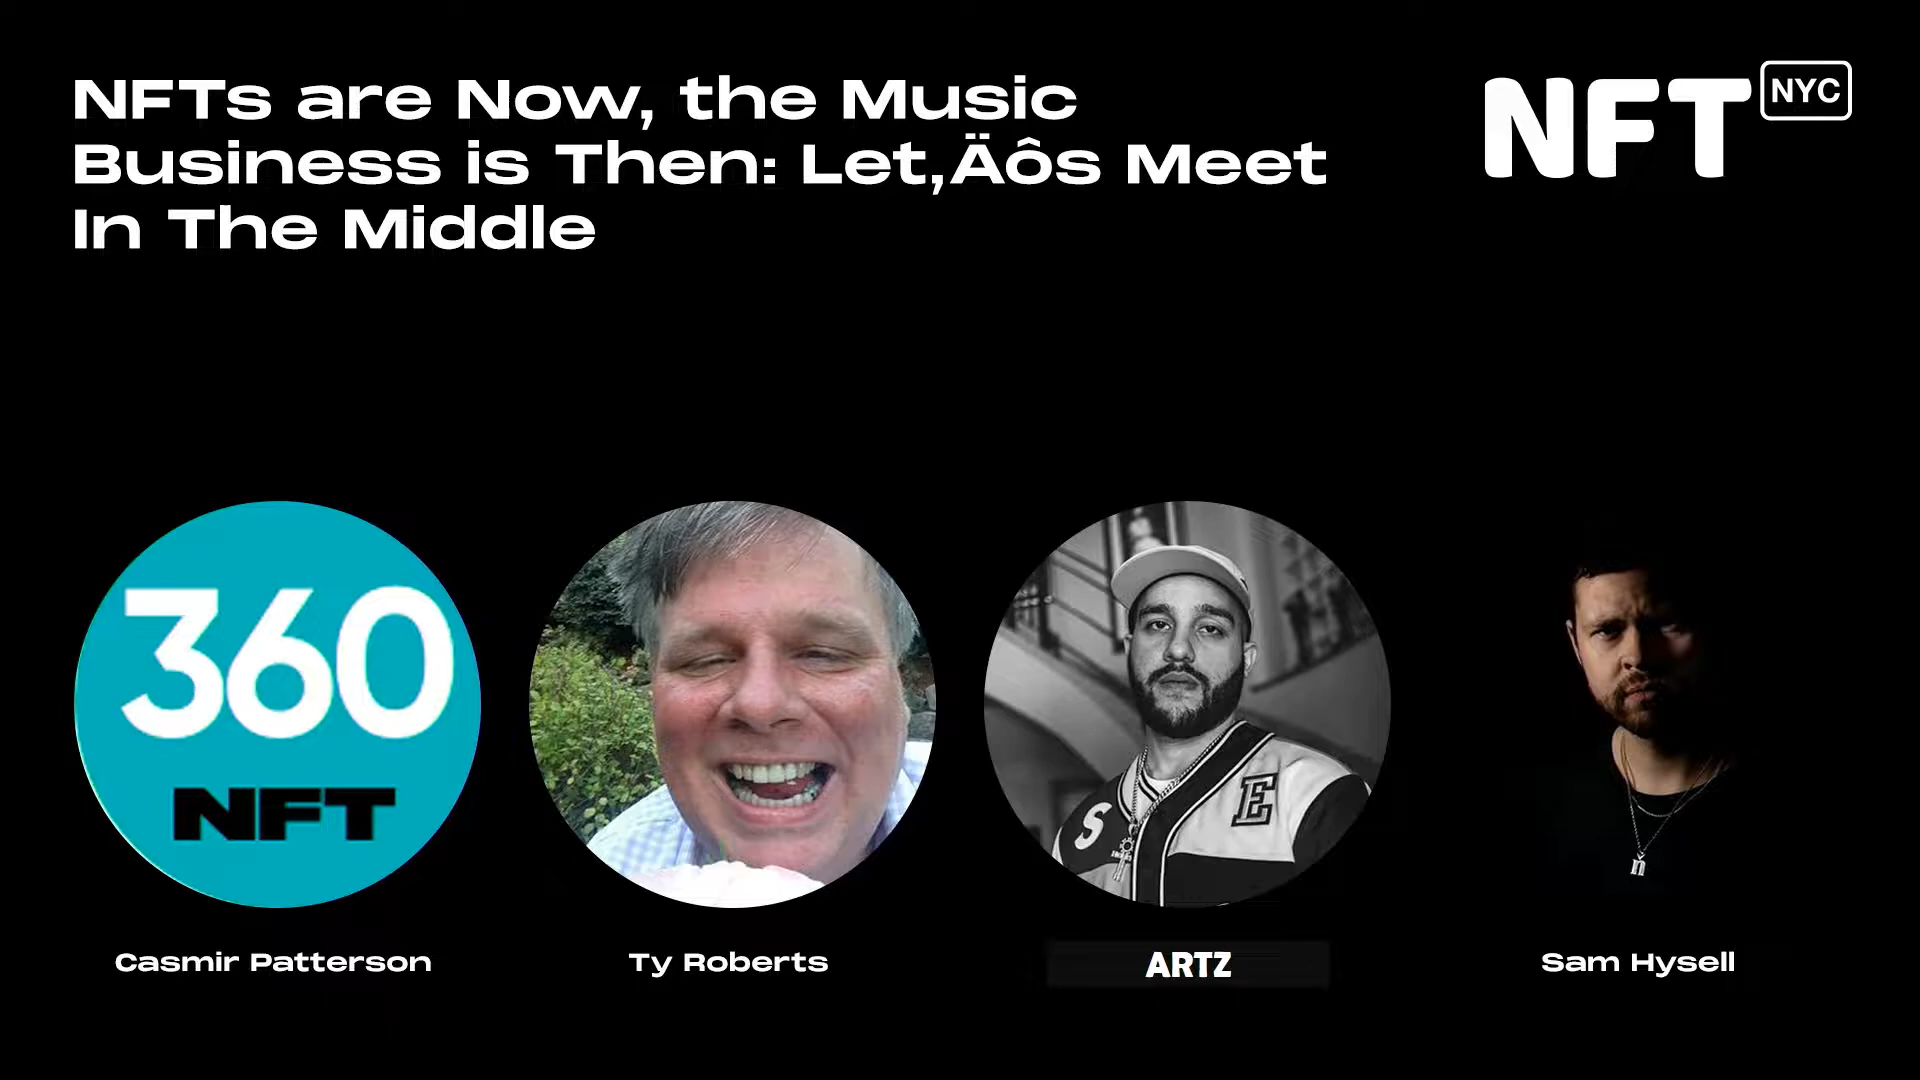 NFTs are Now, the Music
Business is Then: Let‚Äôs Meet
In The Middle
NFT NYC
360
NFT
S
E
n
Casmir Patterson
Ty Roberts
ARTZ
Sam Hysell